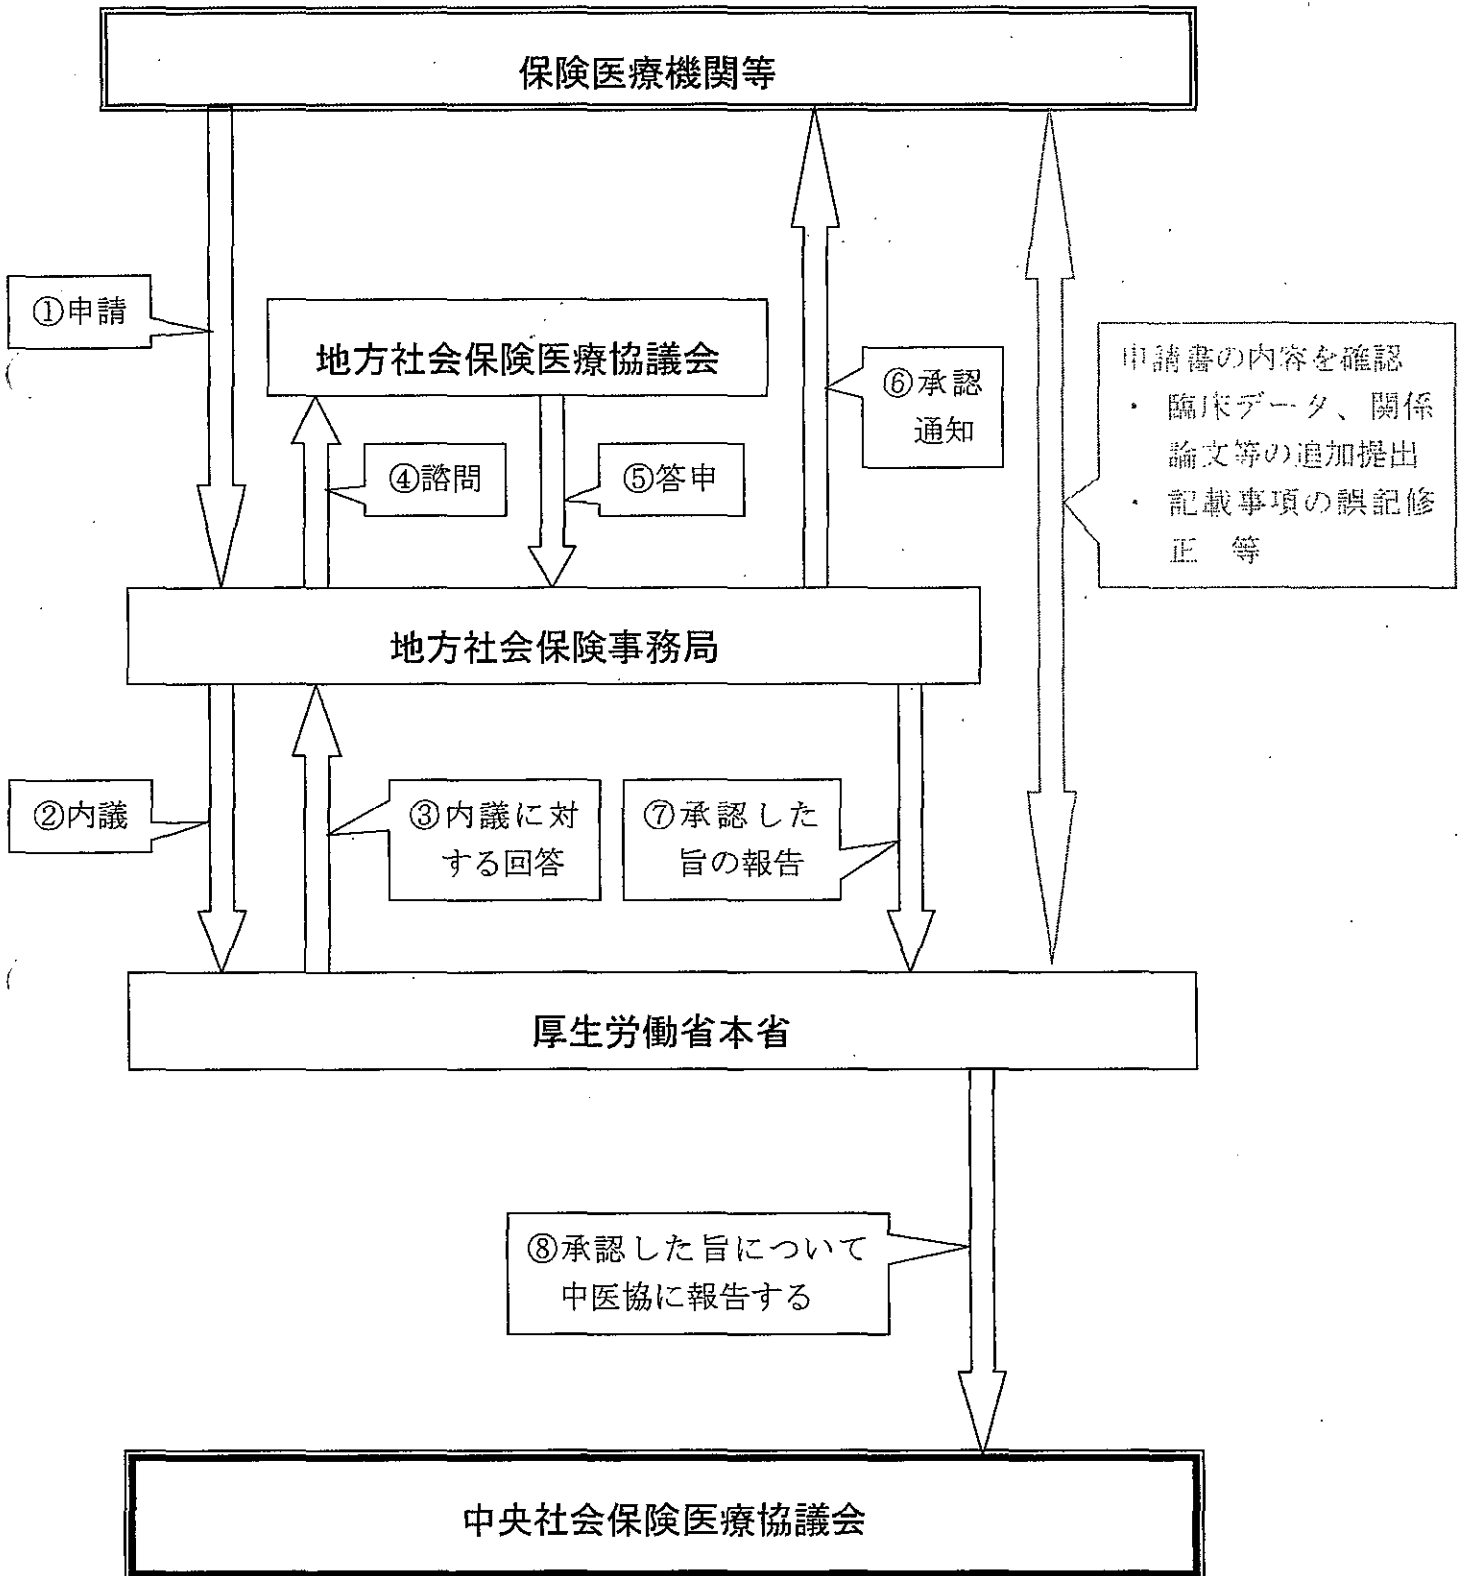 保険医療機関等
①申請
地方社会保険医療協議会
④諮問
⑤答申
⑥承認
通知
申請書の内容を確認
・ 臨床データ、関係
論文等の追加提出
・ 記載事項の誤記修
正 等
地方社会保険事務局
②内議
③内議に対
する回答
⑦承認した
旨の報告
厚生労働省本省
⑧承認した旨について
中医協に報告する
中央社会保険医療協議会